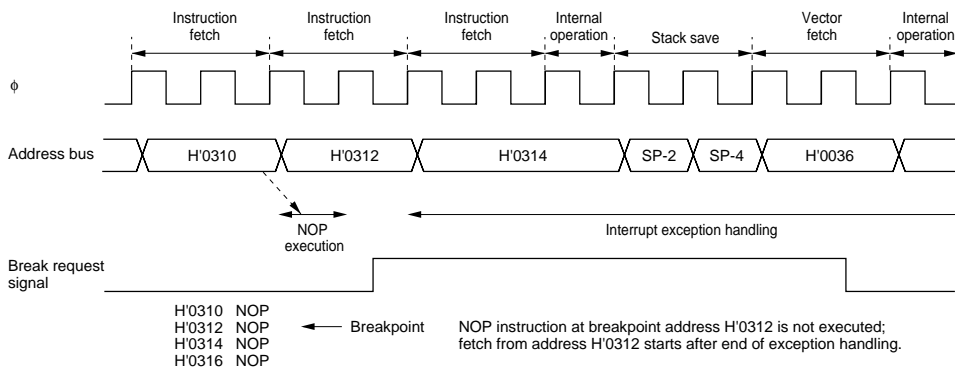 Instruction fetch
Instruction fetch
Instruction fetch
Internal operation
Stack save
Vector fetch
Internal operation
ϕ
Address bus
H'0310
H'0312
H'0314
SP-2
SP-4
H'0036
NOP execution
Interrupt exception handling
Break request signal
H'0310 NOP
H'0312 NOP
Breakpoint
H'0314 NOP
H'0316 NOP
NOP instruction at breakpoint address H'0312 is not executed;
fetch from address H'0312 starts after end of exception handling.